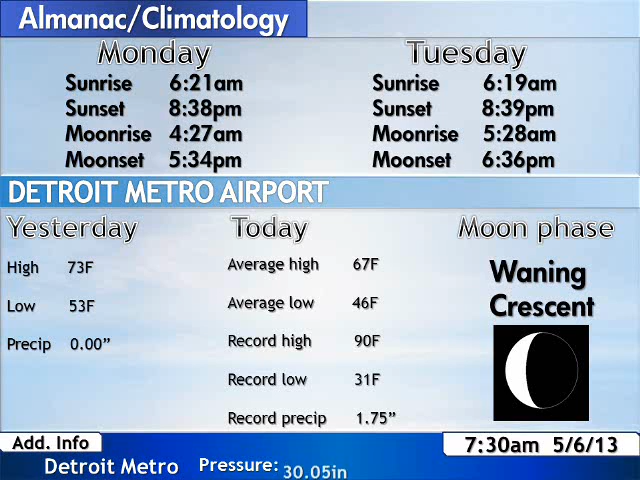 Almanac/Climatology
Monday Tuesday
Sunrise 6:21am Sunrise 6:19am
Sunset 8:38pm Sunset 8:39pm
Moonrise 4:27am Moonrise 5:28am
Moonset 5:34pm Moonset 6:36pm
DETROIT METRO AIRPORT
Yesterday Today Moon phase
High 73F Average high 67F Waning
Low 53F Average low 46F Crescent
Precip 0.00” Record high 90F
Record low 31F
Record precip 1.75”
Add. Info 7:30am 5/6/13
Detroit Metro Pressure: 30.05in